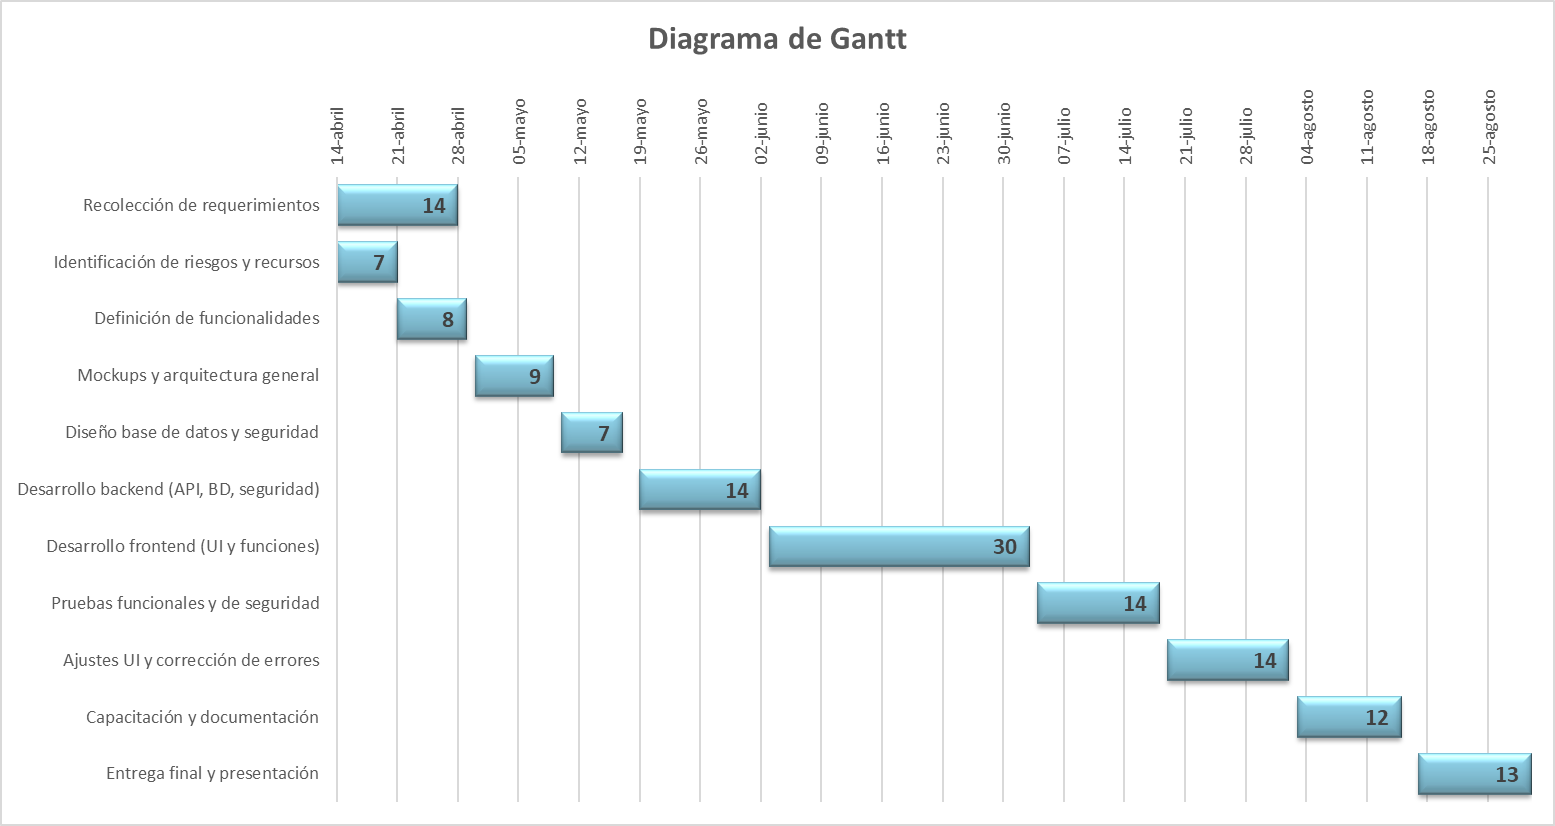 Diagrama de Gantt
14-abril
21-abril
28-abril
05-mayo
12-mayo
19-mayo
26-mayo
02-junio
09-junio
16-junio
23-junio
30-junio
07-julio
14-julio
21-julio
28-julio
04-agosto
11-agosto
18-agosto
25-agosto
Recolección de requerimientos 14
Identificación de riesgos y recursos 7
Definición de funcionalidades 8
Mockups y arquitectura general 9
Diseño base de datos y seguridad 7
Desarrollo backend (API, BD, seguridad) 14
Desarrollo frontend (UI y funciones) 30
Pruebas funcionales y de seguridad 14
Ajustes UI y corrección de errores 14
Capacitación y documentación 12
Entrega final y presentación 13